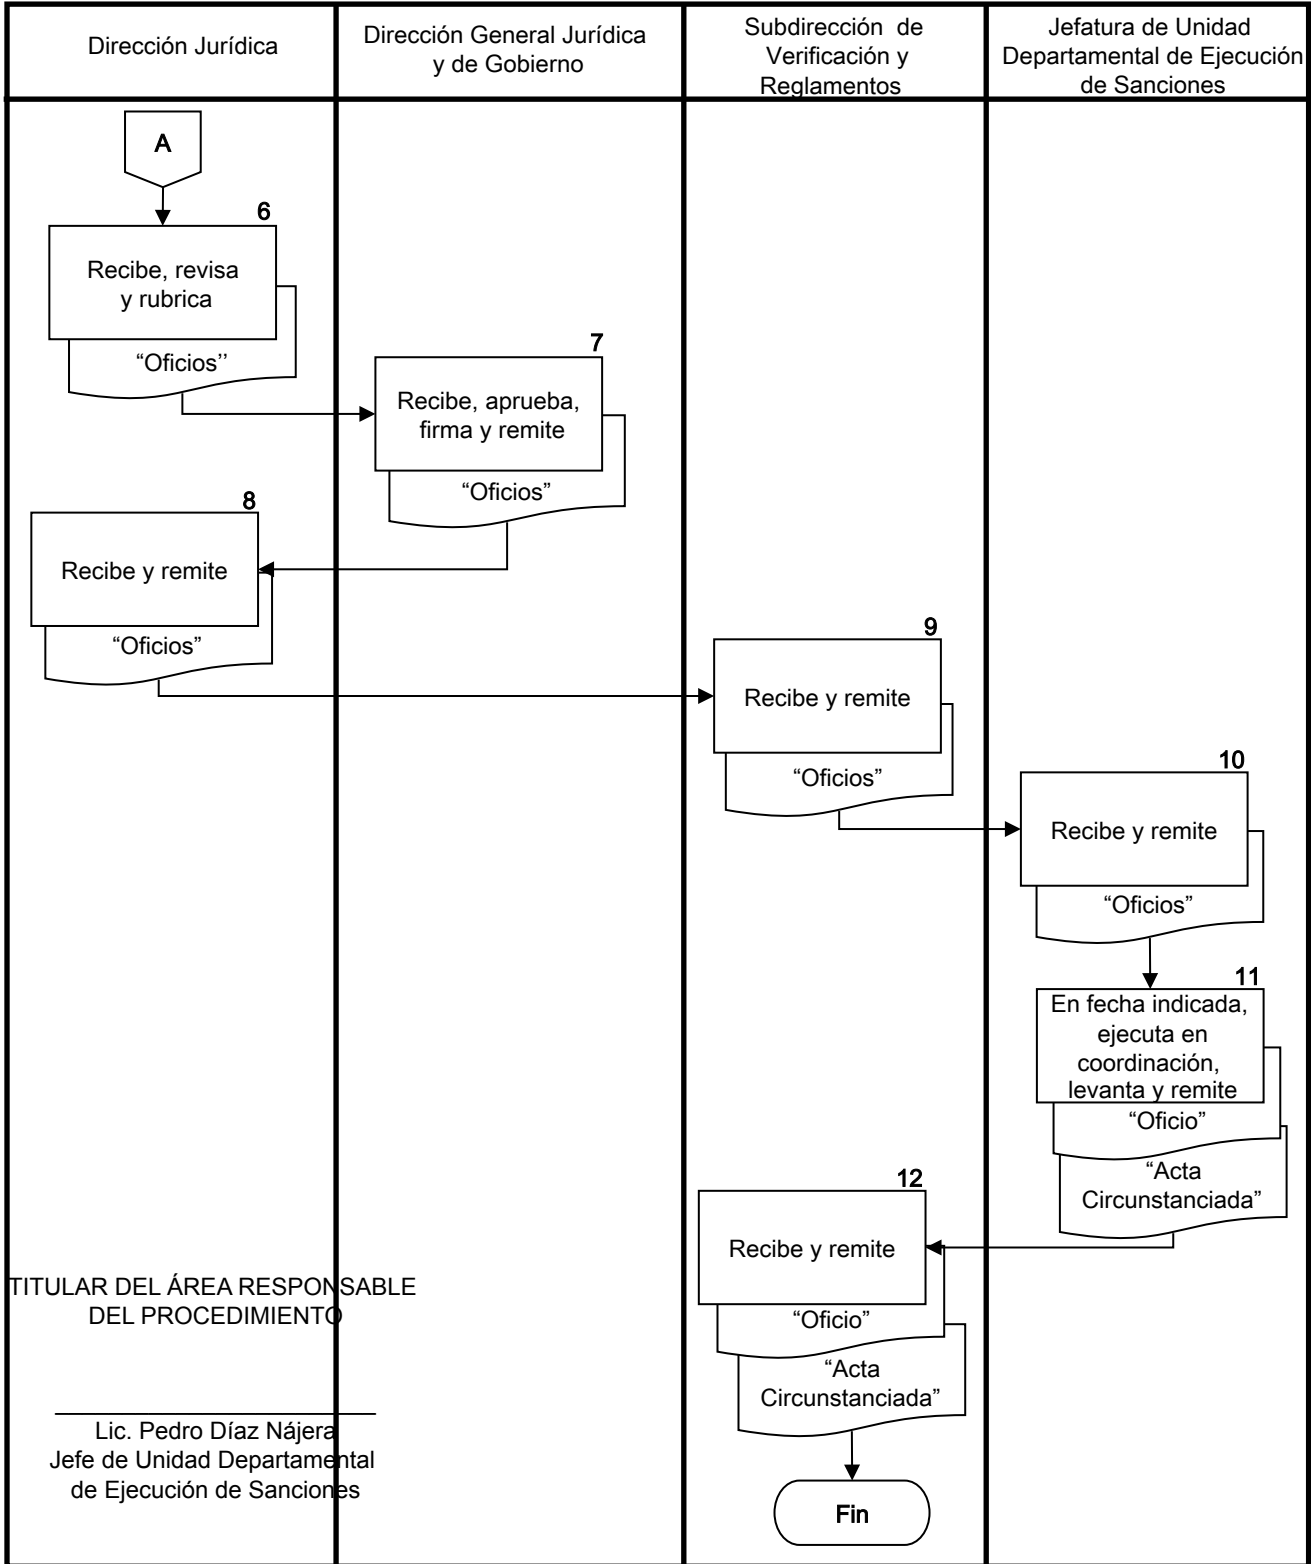 Dirección Jurídica
Dirección General Jurídica
y de Gobierno
Subdirección de
Verificación y
Reglamentos
Jefatura de Unidad
Departamental de Ejecución
de Sanciones
A
6
Recibe, revisa
y rubrica
“Oficios’’
7
Recibe, aprueba,
firma y remite
“Oficios”
8
Recibe y remite
“Oficios”
9
Recibe y remite
“Oficios”
10
Recibe y remite
“Oficios”
11
En fecha indicada,
ejecuta en
coordinación,
levanta y remite
“Oficio”
“Acta
Circunstanciada”
12
Recibe y remite
“Oficio”
“Acta
Circunstanciada”
Fin
TITULAR DEL ÁREA RESPONSABLE
DEL PROCEDIMIENTO
Lic. Pedro Díaz Nájera
Jefe de Unidad Departamental
de Ejecución de Sanciones